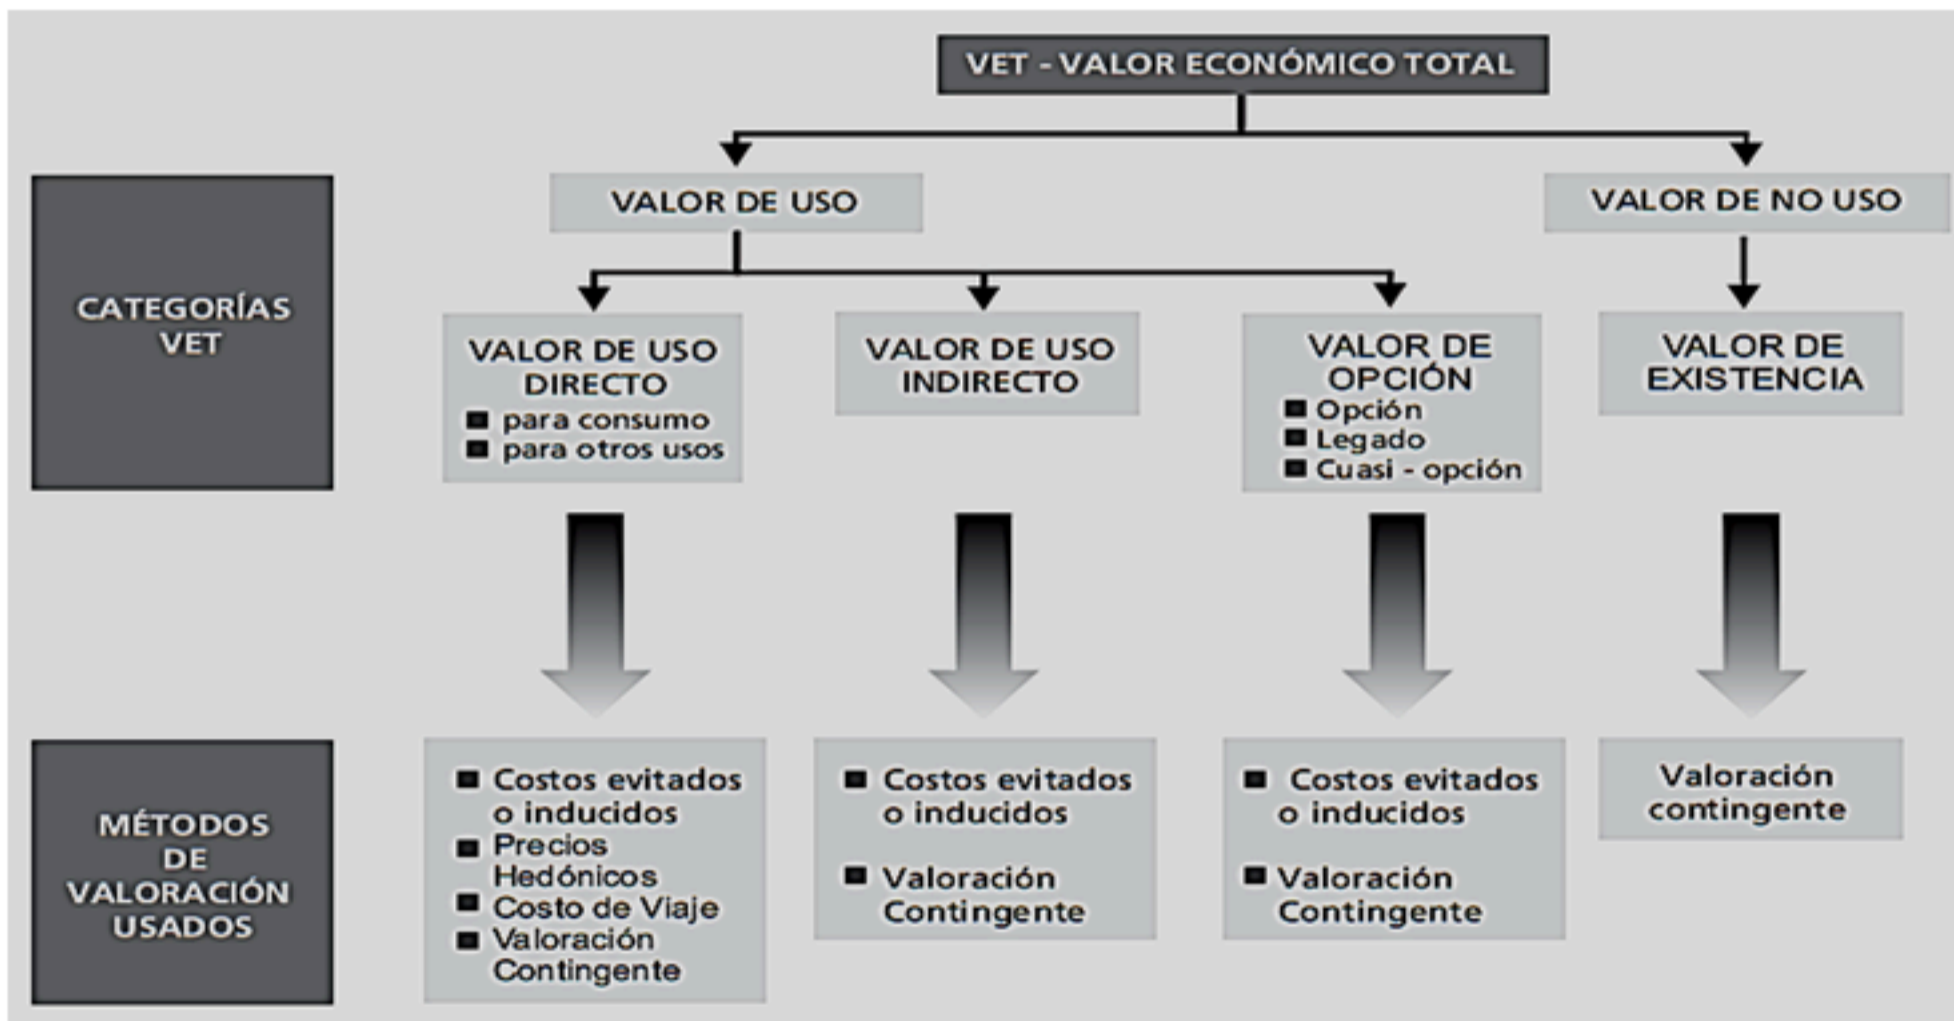 VET - VALOR ECONÓMICO TOTAL
VALOR DE USO
VALOR DE NO USO
CATEGORÍAS
VET
VALOR DE USO
DIRECTO
para consumo
para otros usos
VALOR DE USO
INDIRECTO
VALOR DE
OPCIÓN
Opción
Legado
Cuasi - opción
VALOR DE
EXISTENCIA
MÉTODOS
DE
VALORACIÓN
USADOS
Costos evitados
o inducidos
Precios
Hedónicos
Costo de Viaje
Valoración
Contingente
Costos evitados
o inducidos
Valoración
Contingente
Costos evitados
o inducidos
Valoración
Contingente
Valoración
contingente